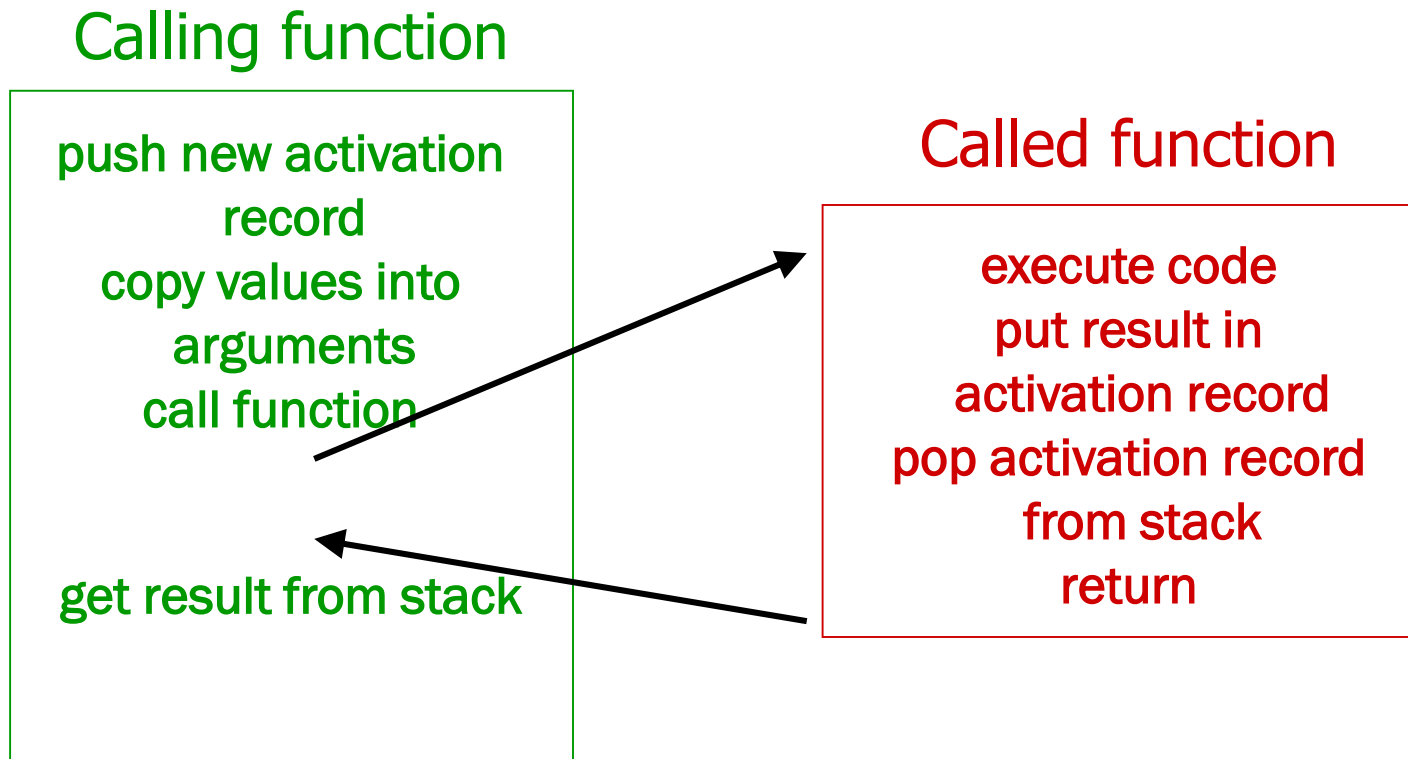 Calling function
push new activation
record
copy values into
arguments
call function
get result from stack
Called function
execute code
put result in
activation record
pop activation record
from stack
return